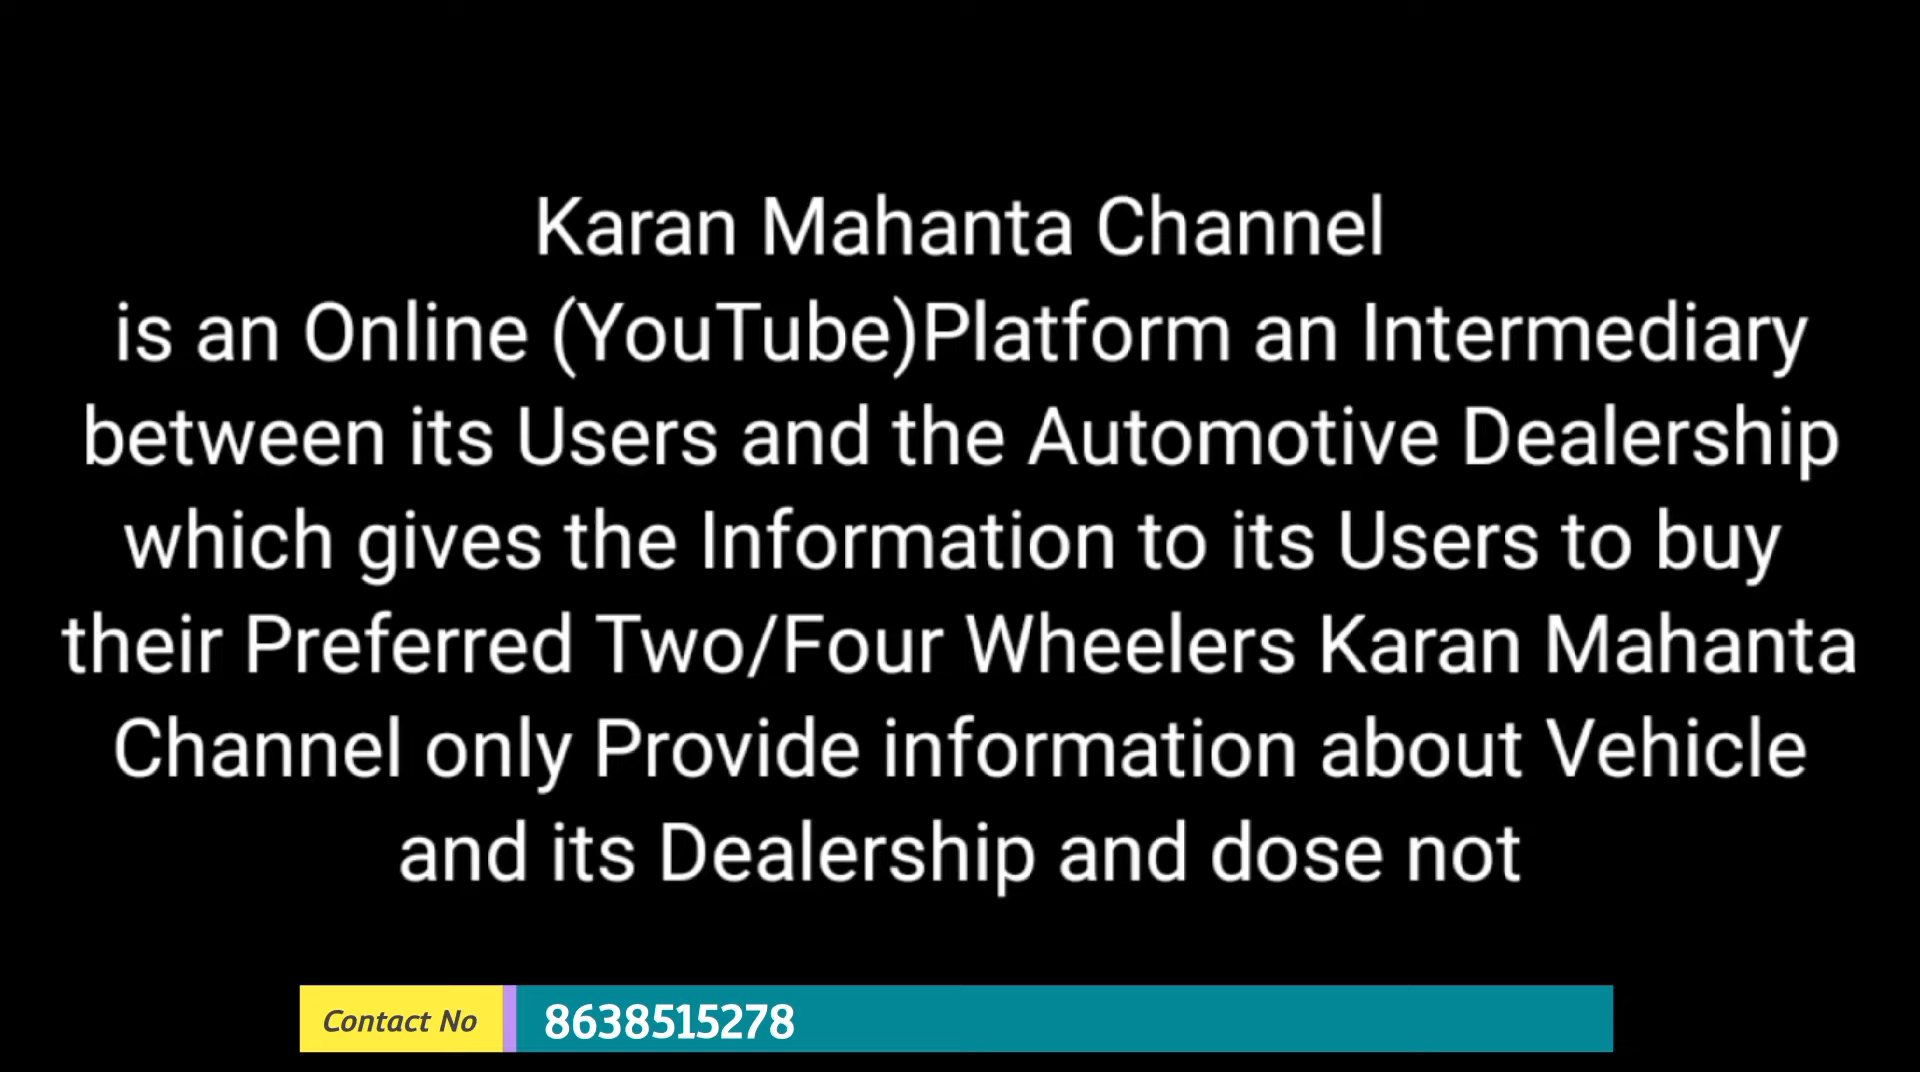 Karan Mahanta Channel
is an Online (YouTube)Platform an Intermediary
between its Users and the Automotive Dealership
which gives the Information to its Users to buy
their Preferred Two/Four Wheelers Karan Mahanta
Channel only Provide information about Vehicle
and its Dealership and dose not
Contact No 8638515278